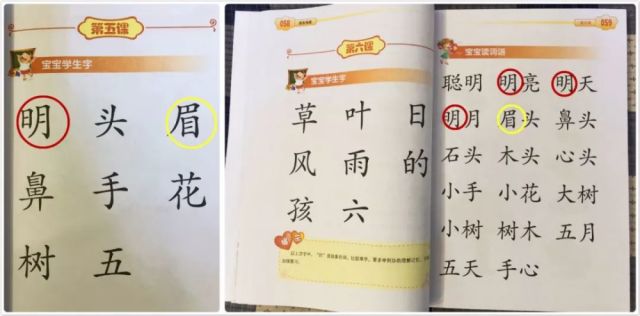 第五课
宝宝学生字
明 头 眉
鼻 手 花
树 五
058
第六课
宝宝学生字
草 叶 日
风 雨 的
孩 六
059
宝宝读词语
聪明 明亮 明天
明月 眉头 鼻头
石头 木头 心头
小手 小花 大树
小树 树木 五月
五天 手心